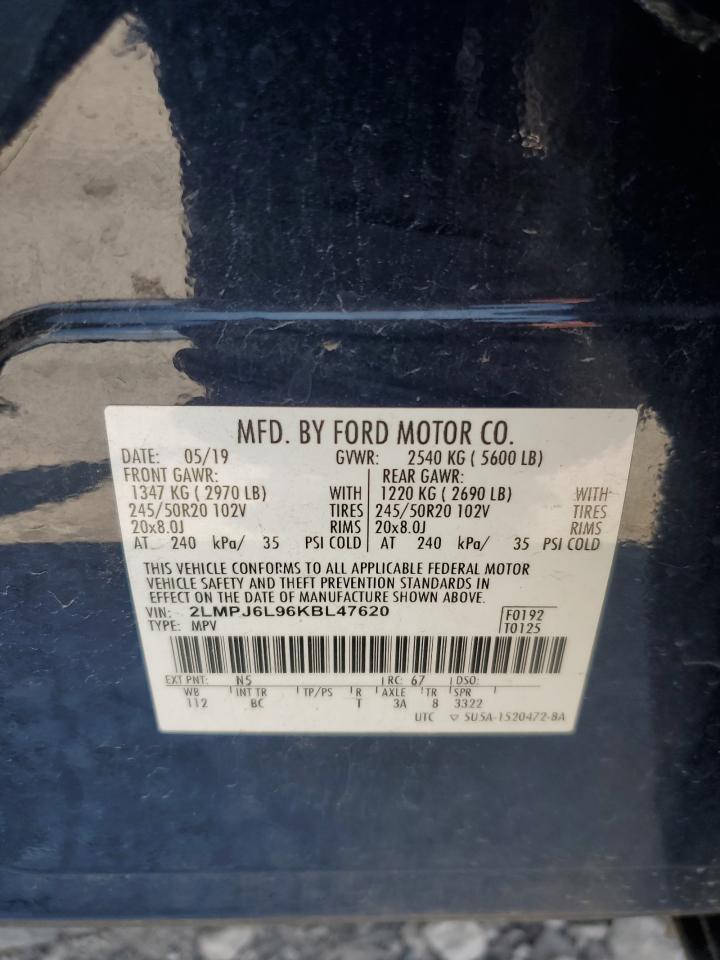 MFD. BY FORD MOTOR CO.
DATE: 05/19 GVWR: 2540 KG ( 5600 LB)
FRONT GAWR: REAR GAWR:
1347 KG ( 2970 LB) WITH 1220 KG ( 2690 LB) WITH
245/50R20 102V TIRES 245/50R20 102V TIRES
20x8.0J RIMS 20x8.0J RIMS
AT 240 kPa/ 35 PSI COLD AT 240 kPa/ 35 PSI COLD
THIS VEHICLE CONFORMS TO ALL APPLICABLE FEDERAL MOTOR
VEHICLE SAFETY AND THEFT PREVENTION STANDARDS IN
EFFECT ON THE DATE OF MANUFACTURE SHOWN ABOVE.
VIN: 2LMPJ6L96KBL47620 F0192
TYPE: MPV T0125
EXT PNT: N5 RC: 67 DSO:
WB INT TR TP/PS R AXLE TR SPR
112 BC T 3A 8 3322
UTC ▽ 5U5A-1520472-BA